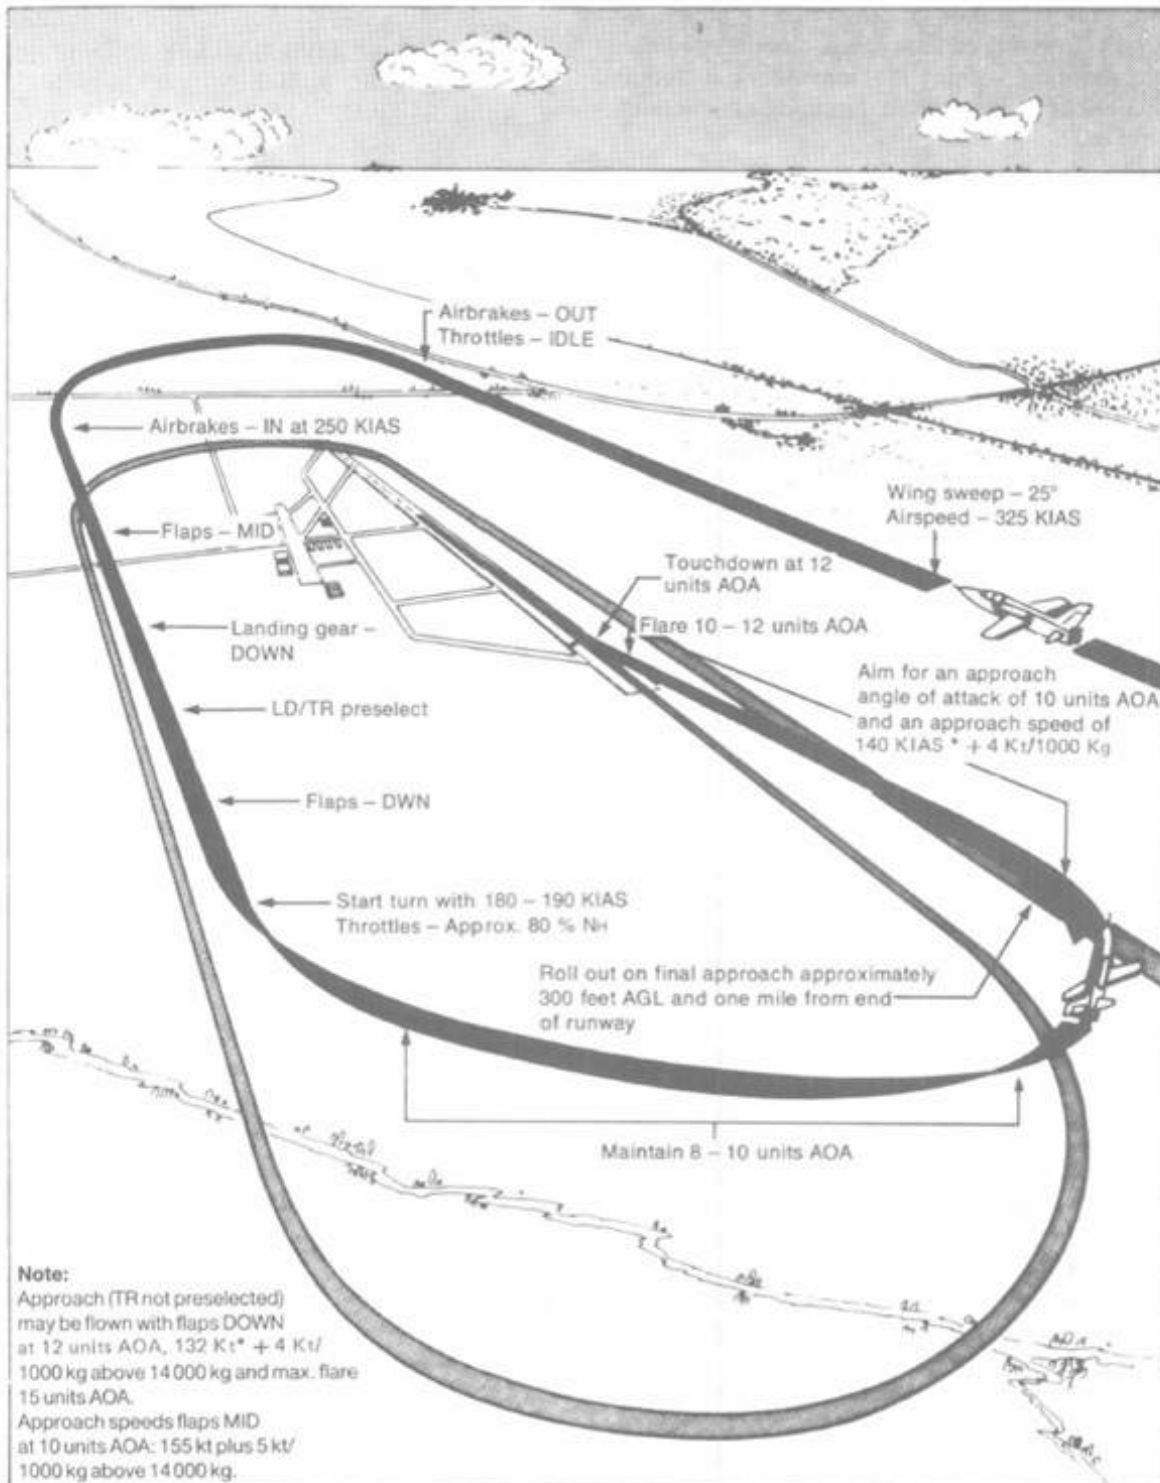 Airbrakes – OUT
Throttles – IDLE
Airbrakes – IN at 250 KIAS
Wing sweep – 25°
Airspeed – 325 KIAS
Flaps – MID
Touchdown at 12
units AOA
Flare 10 – 12 units AOA
Landing gear –
DOWN
Aim for an approach
angle of attack of 10 units AOA
and an approach speed of
140 KIAS * + 4 Kt/1000 Kg
LD/TR preselect
Flaps – DWN
Start turn with 180 – 190 KIAS
Throttles – Approx. 80 % NH
Roll out on final approach approximately
300 feet AGL and one mile from end
of runway
Maintain 8 – 10 units AOA
Note:
Approach (TR not preselected)
may be flown with flaps DOWN
at 12 units AOA, 132 Kt* + 4 Kt/
1000 kg above 14000 kg and max. flare
15 units AOA.
Approach speeds flaps MID
at 10 units AOA: 155 kt plus 5 kt/
1000 kg above 14000 kg.